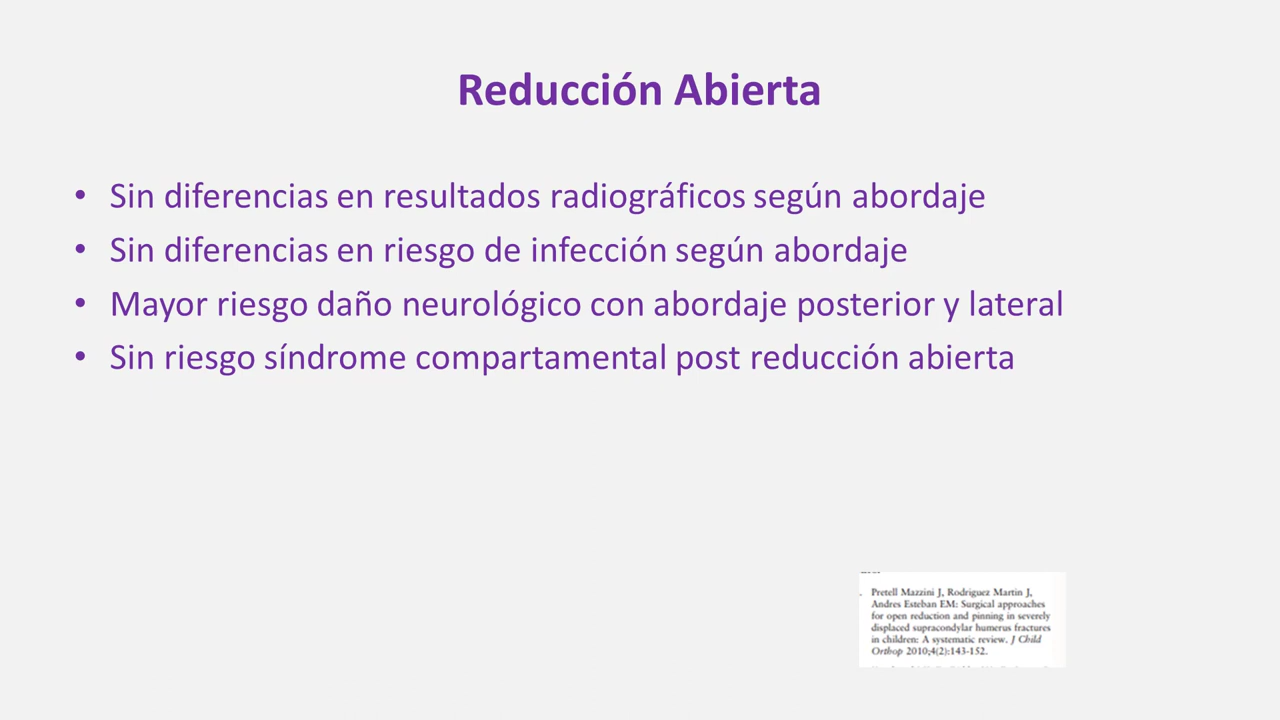 Reducción Abierta
• Sin diferencias en resultados radiográficos según abordaje
• Sin diferencias en riesgo de infección según abordaje
• Mayor riesgo daño neurológico con abordaje posterior y lateral
• Sin riesgo síndrome compartamental post reducción abierta
Pretell Mazzini J, Rodriguez Martin J,
Andres Esteban EM: Surgical approaches
for open reduction and pinning in severely
displaced supracondylar humerus fractures
in children: A systematic review. J Child
Orthop 2010;4(2):143-152.